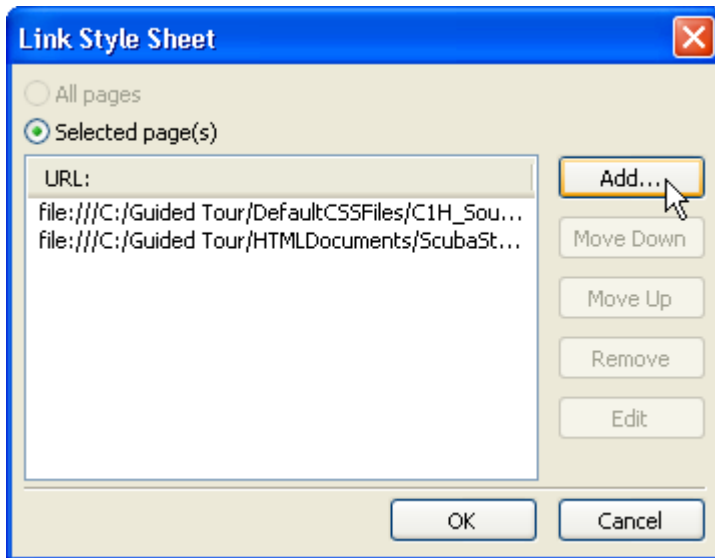 Link Style Sheet
All pages
Selected page(s)
URL:
file:///C:/Guided Tour/DefaultCSSFiles/C1H_Sou...
file:///C:/Guided Tour/HTMLDocuments/ScubaSt...
Add...
Move Down
Move Up
Remove
Edit
OK
Cancel